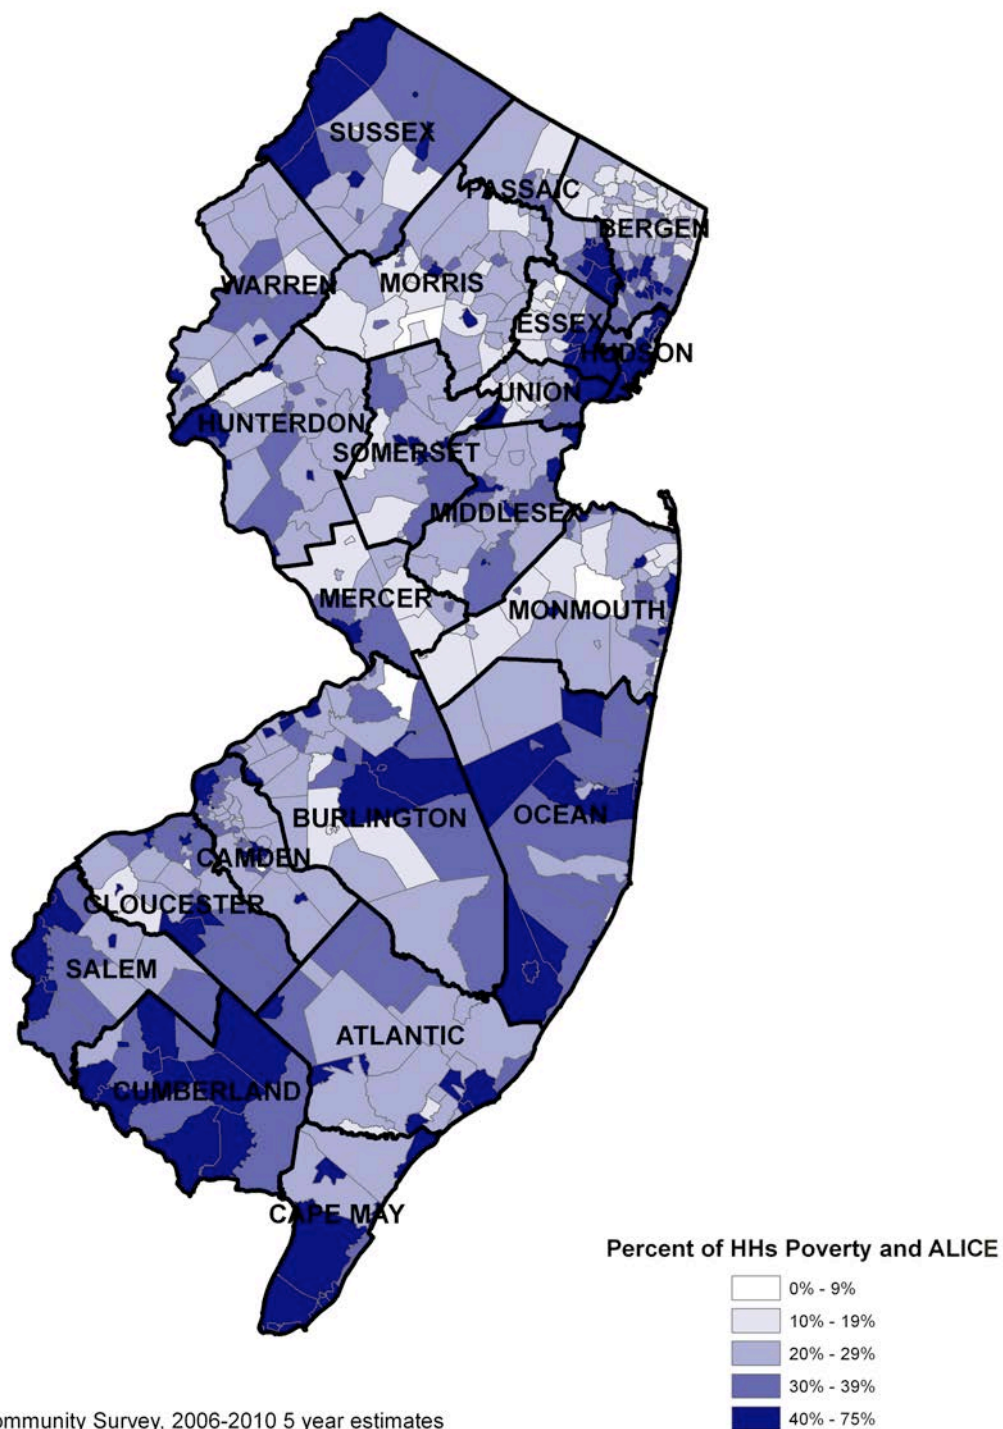 SUSSEX
PASSAIC
BERGEN
WARREN
MORRIS
ESSEX
HUDSON
UNION
HUNTERDON
SOMERSET
MIDDLESEX
MERCER
MONMOUTH
BURLINGTON
OCEAN
CAMDEN
GLOUCESTER
SALEM
ATLANTIC
CUMBERLAND
CAPE MAY
Percent of HHs Poverty and ALICE
0% - 9%
10% - 19%
20% - 29%
30% - 39%
40% - 75%
ommunity Survey, 2006-2010 5 year estimates